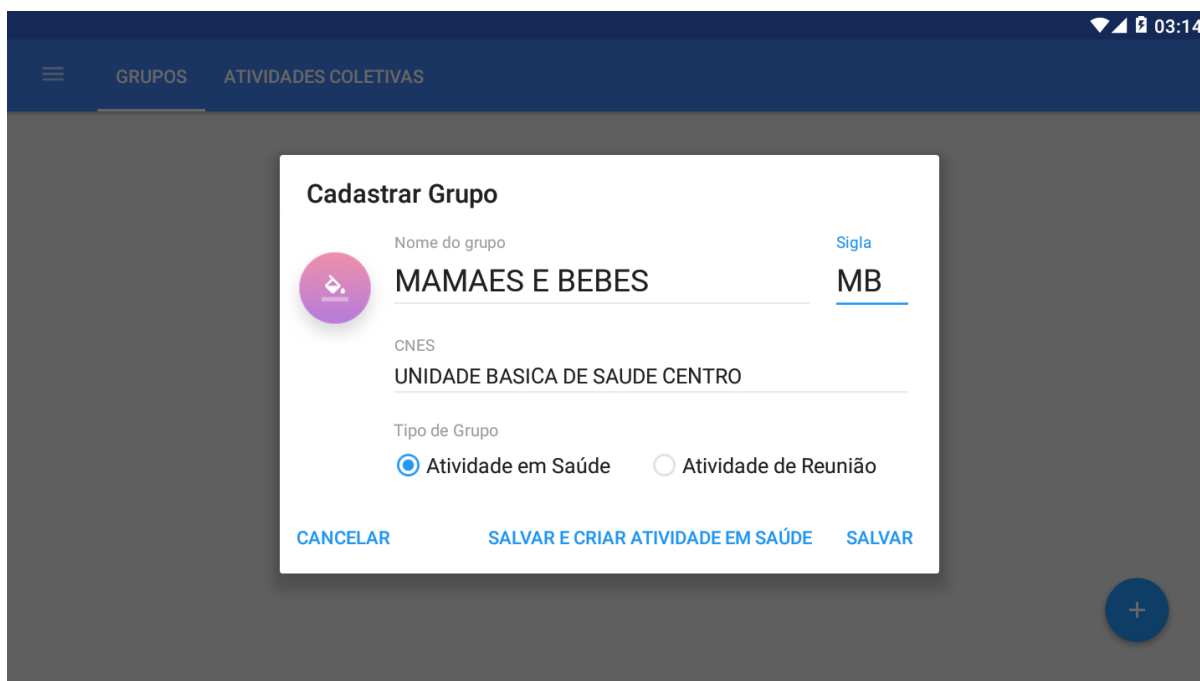 03:14
GRUPOS ATIVIDADES COLETIVAS
Cadastrar Grupo
Nome do grupo Sigla
MAMAES E BEBES MB
CNES
UNIDADE BASICA DE SAUDE CENTRO
Tipo de Grupo
Atividade em Saúde Atividade de Reunião
CANCELAR SALVAR E CRIAR ATIVIDADE EM SAÚDE SALVAR